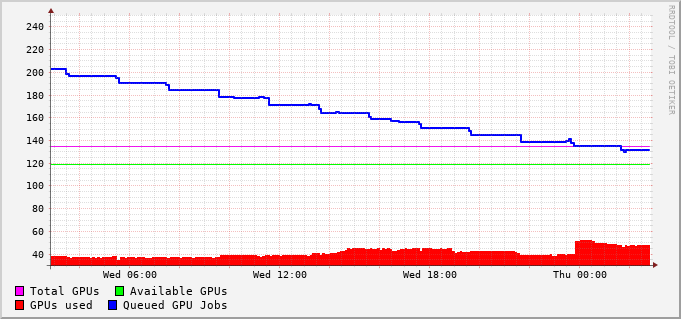 RRDTOOL / TOBI OETIKER
240
220
200
180
160
140
120
100
80
60
40
Wed 06:00 Wed 12:00 Wed 18:00 Thu 00:00
Total GPUs Available GPUs
GPUs used Queued GPU Jobs